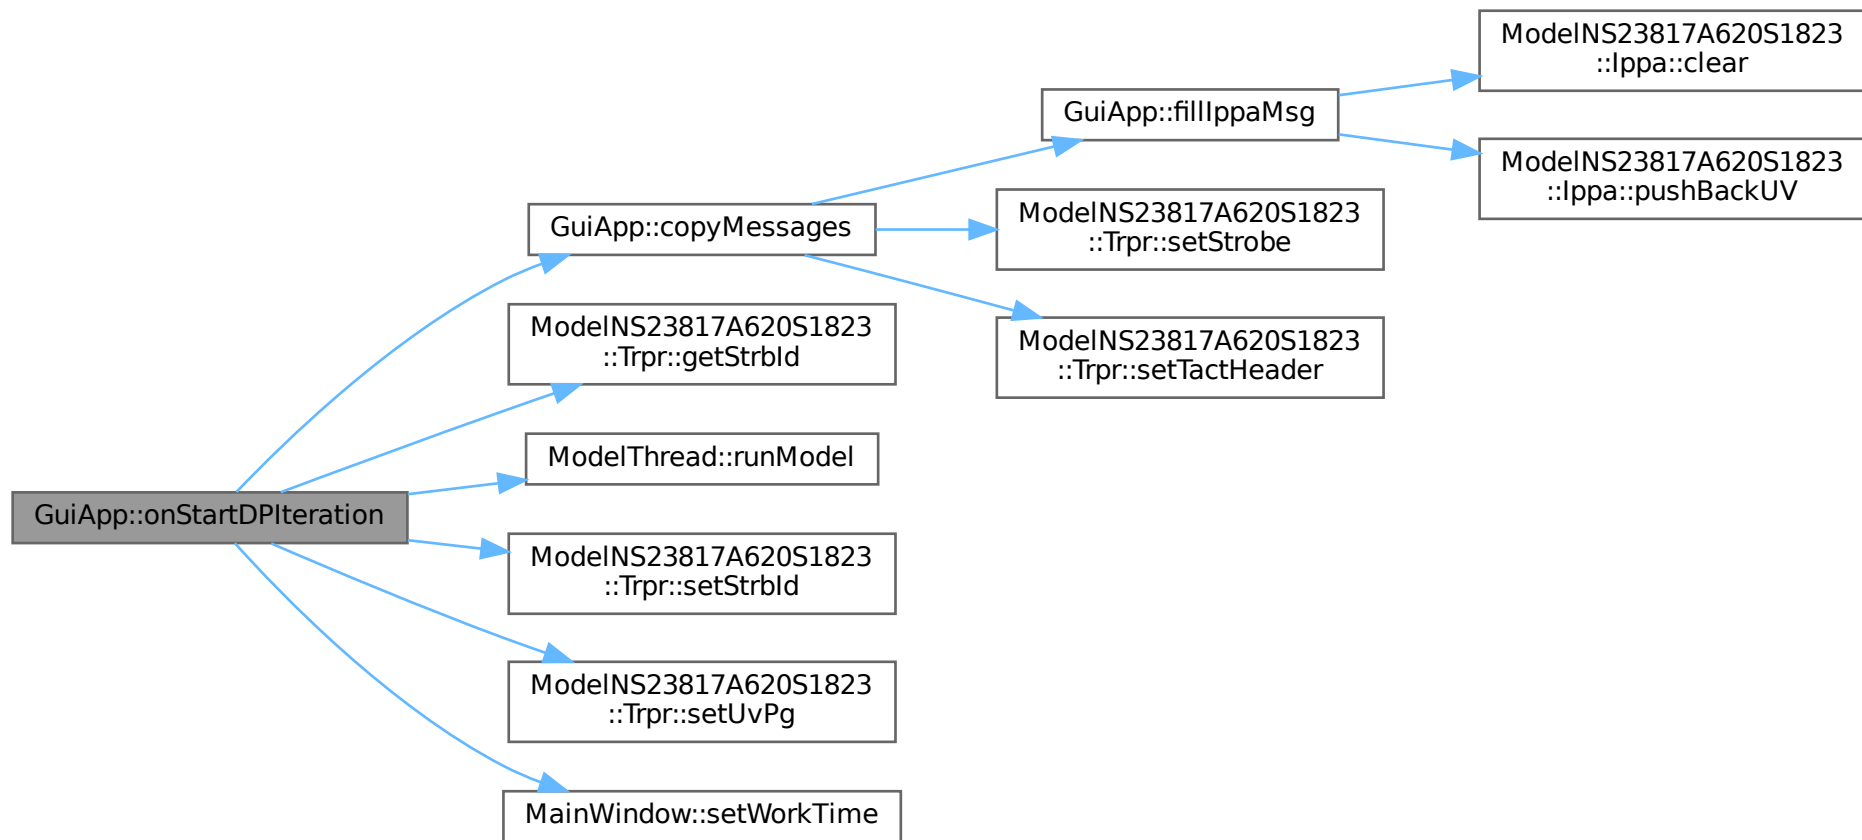 ModelNS23817A620S1823
::Ippa::clear
GuiApp::fillIppaMsg
ModelNS23817A620S1823
::Ippa::pushBackUV
GuiApp::copyMessages
ModelNS23817A620S1823
::Trpr::setStrobe
ModelNS23817A620S1823
::Trpr::getStrbId
ModelNS23817A620S1823
::Trpr::setTactHeader
ModelThread::runModel
GuiApp::onStartDPIteration
ModelNS23817A620S1823
::Trpr::setStrbId
ModelNS23817A620S1823
::Trpr::setUvPg
MainWindow::setWorkTime